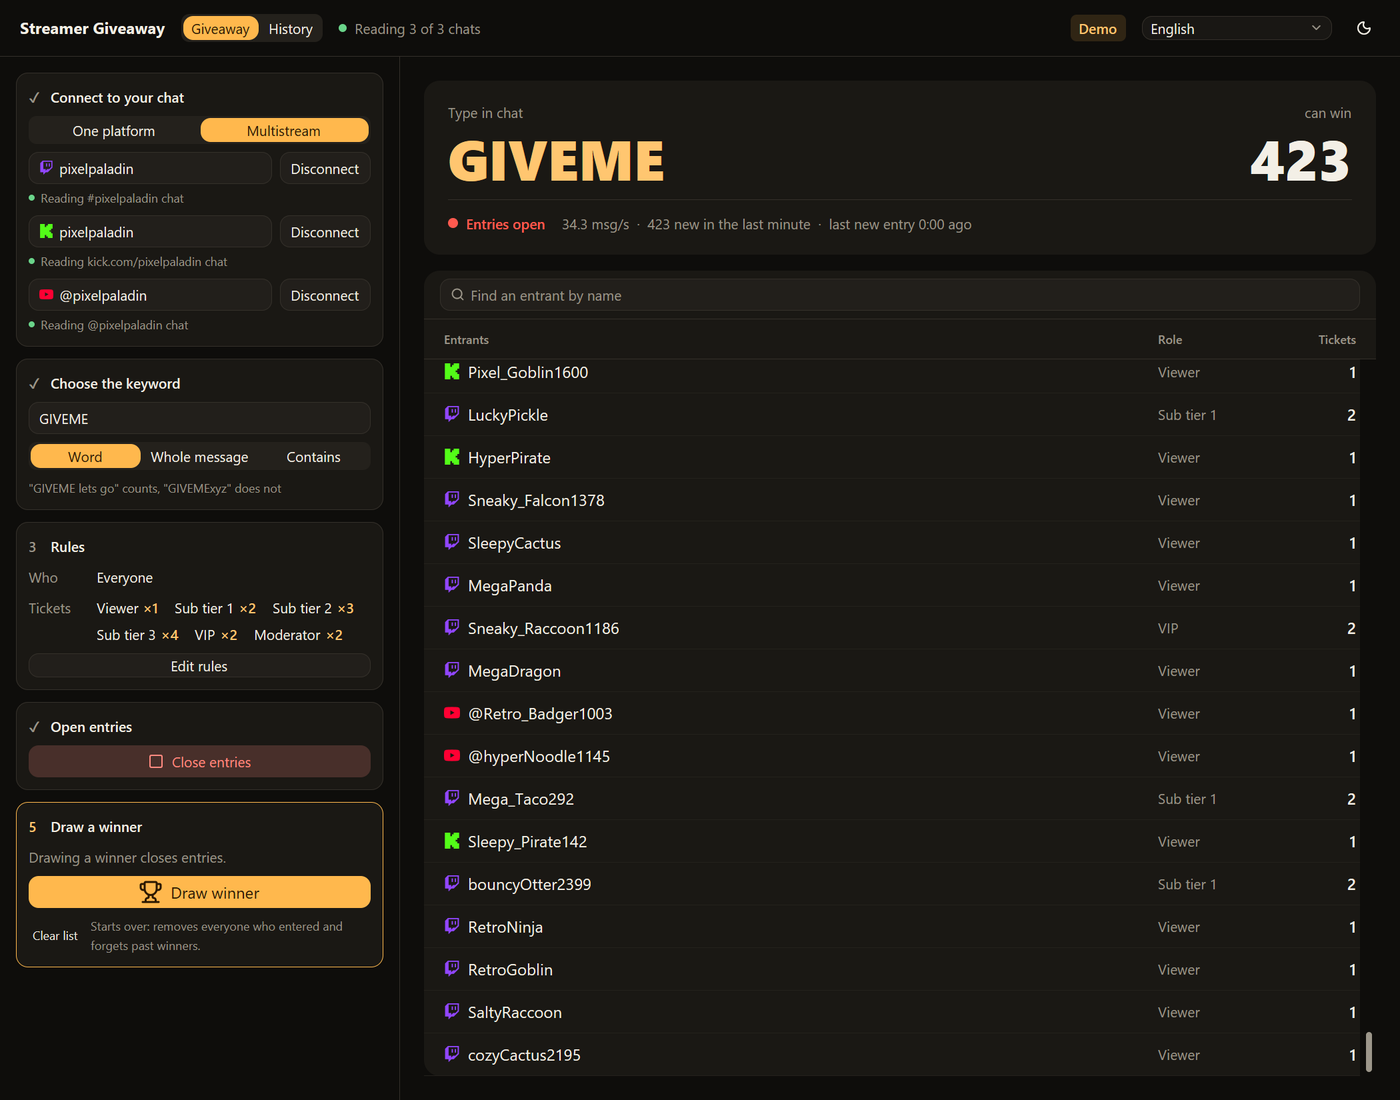 Streamer Giveaway
Giveaway
History
Reading 3 of 3 chats
Demo
English
Connect to your chat
One platform
Multistream
pixelpaladin
Disconnect
Reading #pixelpaladin chat
pixelpaladin
Disconnect
Reading kick.com/pixelpaladin chat
@pixelpaladin
Disconnect
Reading @pixelpaladin chat
Choose the keyword
GIVEME
Word
Whole message
Contains
"GIVEME lets go" counts, "GIVEMExyz" does not
3 Rules
Who Everyone
Tickets Viewer ×1 Sub tier 1 ×2 Sub tier 2 ×3
Sub tier 3 ×4 VIP ×2 Moderator ×2
Edit rules
Open entries
Close entries
5 Draw a winner
Drawing a winner closes entries.
Draw winner
Clear list
Starts over: removes everyone who entered and
forgets past winners.
Type in chat
can win
GIVEME
423
Entries open 34.3 msg/s · 423 new in the last minute · last new entry 0:00 ago
Find an entrant by name
Entrants Role Tickets
Pixel_Goblin1600 Viewer 1
LuckyPickle Sub tier 1 2
HyperPirate Viewer 1
Sneaky_Falcon1378 Viewer 1
SleepyCactus Viewer 1
MegaPanda Viewer 1
Sneaky_Raccoon1186 VIP 2
MegaDragon Viewer 1
@Retro_Badger1003 Viewer 1
@hyperNoodle1145 Viewer 1
Mega_Taco292 Sub tier 1 2
Sleepy_Pirate142 Viewer 1
bouncyOtter2399 Sub tier 1 2
RetroNinja Viewer 1
RetroGoblin Viewer 1
SaltyRaccoon Viewer 1
cozyCactus2195 Viewer 1